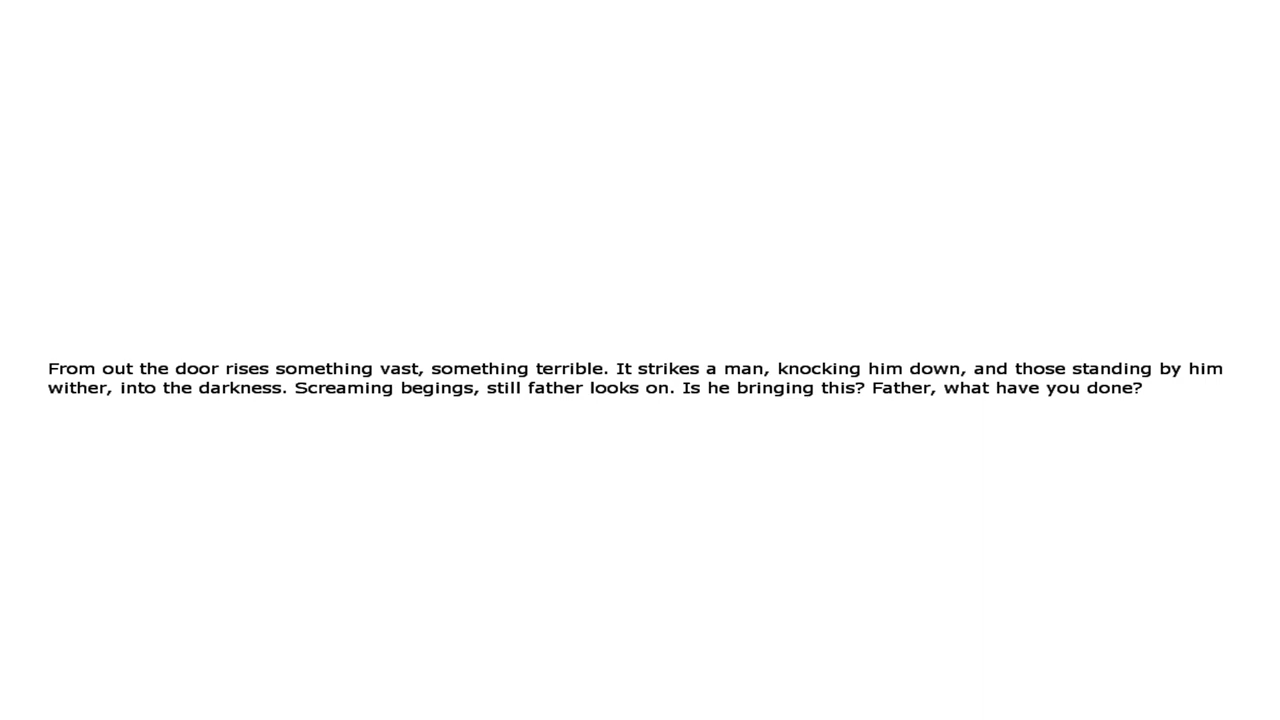 From out the door rises something vast, something terrible. It strikes a man, knocking him down, and those standing by him
wither, into the darkness. Screaming begings, still father looks on. Is he bringing this? Father, what have you done?